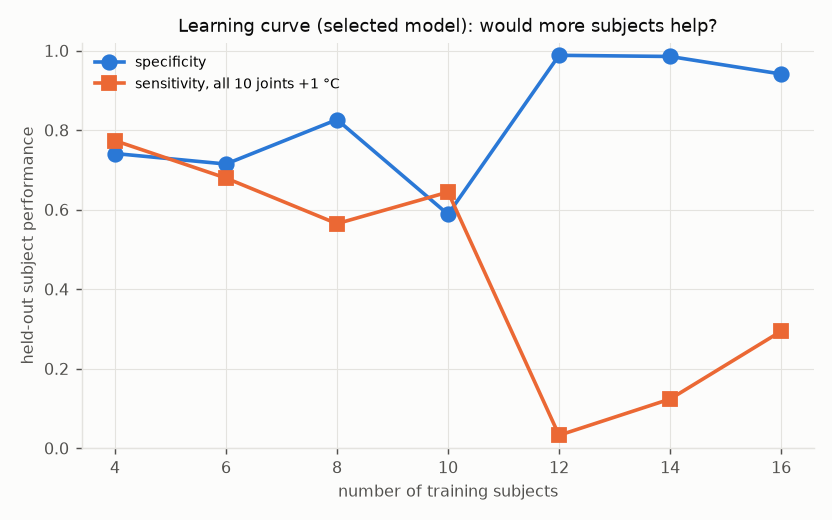 Learning curve (selected model): would more subjects help?
specificity
sensitivity, all 10 joints +1 °C
held-out subject performance
1.0
0.8
0.6
0.4
0.2
0.0
4 6 8 10 12 14 16
number of training subjects